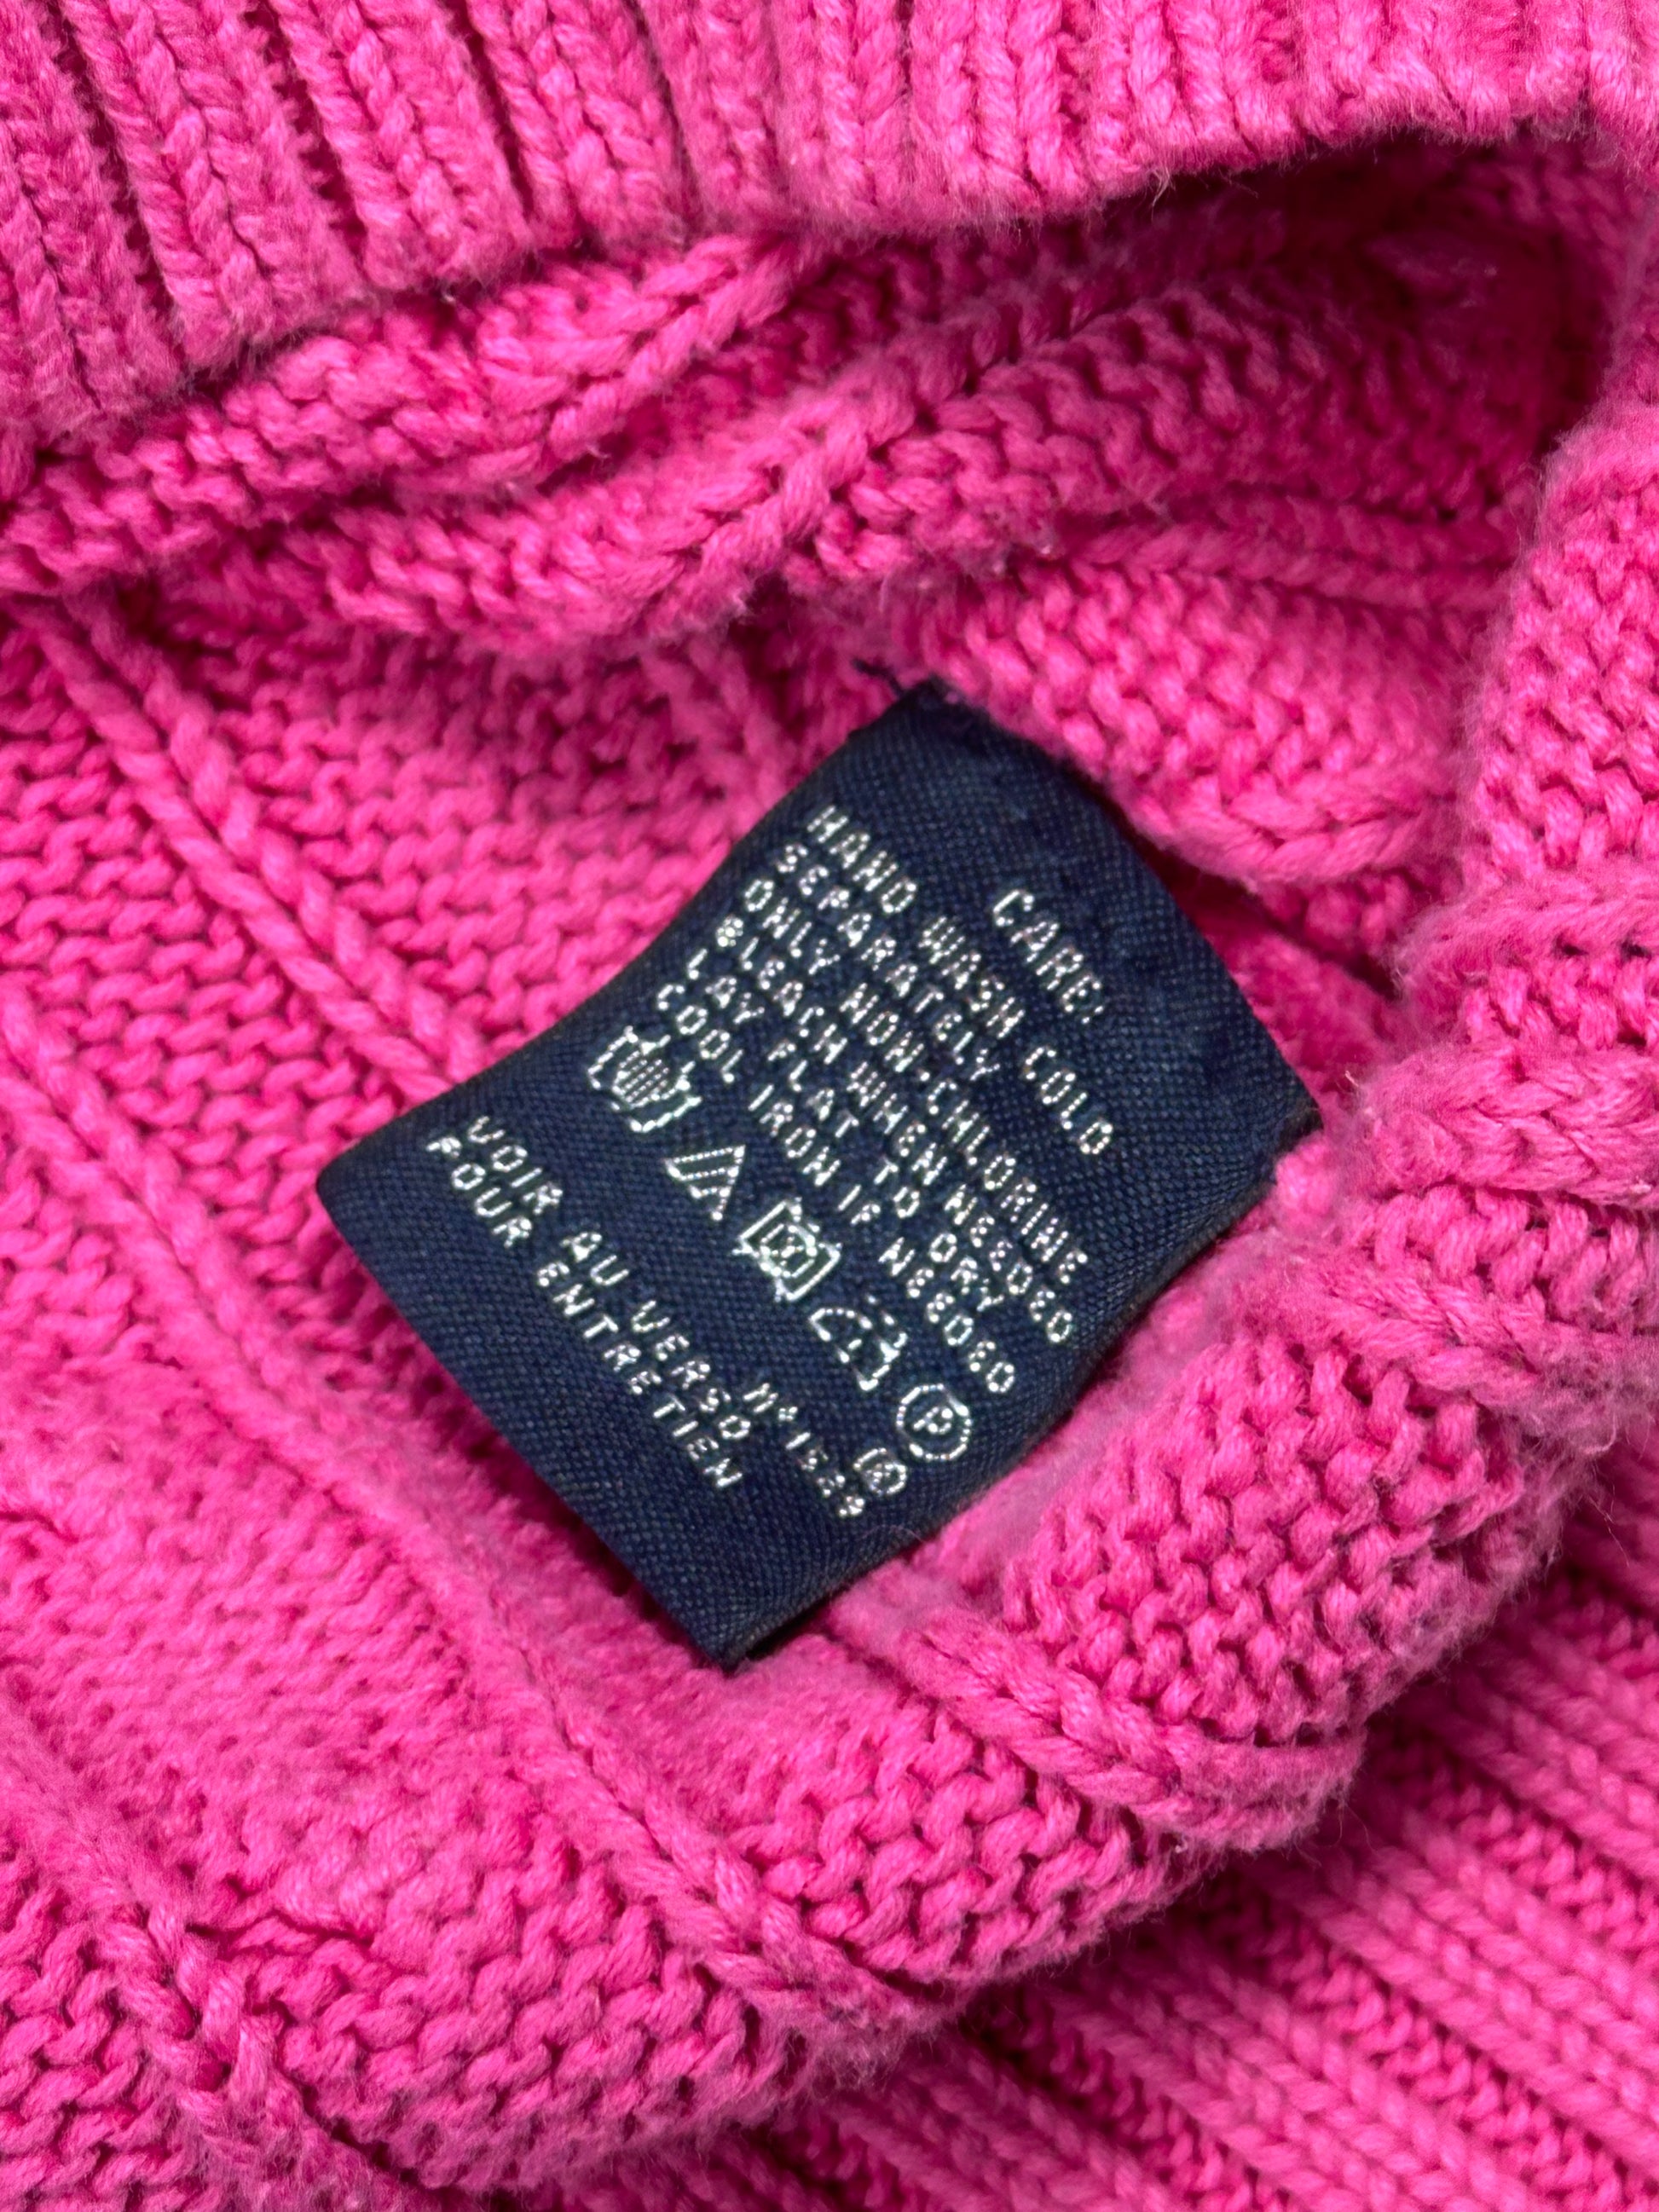 CARE:
HAND WASH COLD
SEPARATELY
ONLY NON-CHLORINE
BLEACH WHEN NEEDED
LAY FLAT TO DRY
COOL IRON IF NEEDED
P
VOIR AU VERSO
POUR ENTRETIEN